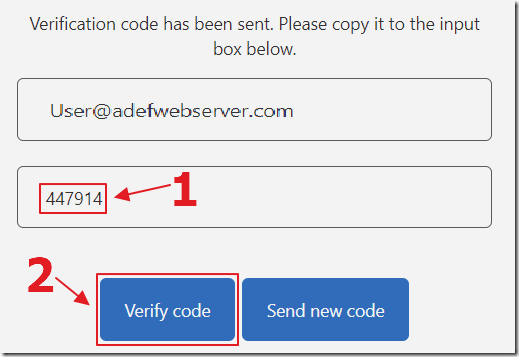 Verification code has been sent. Please copy it to the input
box below.
User@adefwebserver.com
447914
1
2
Verify code
Send new code